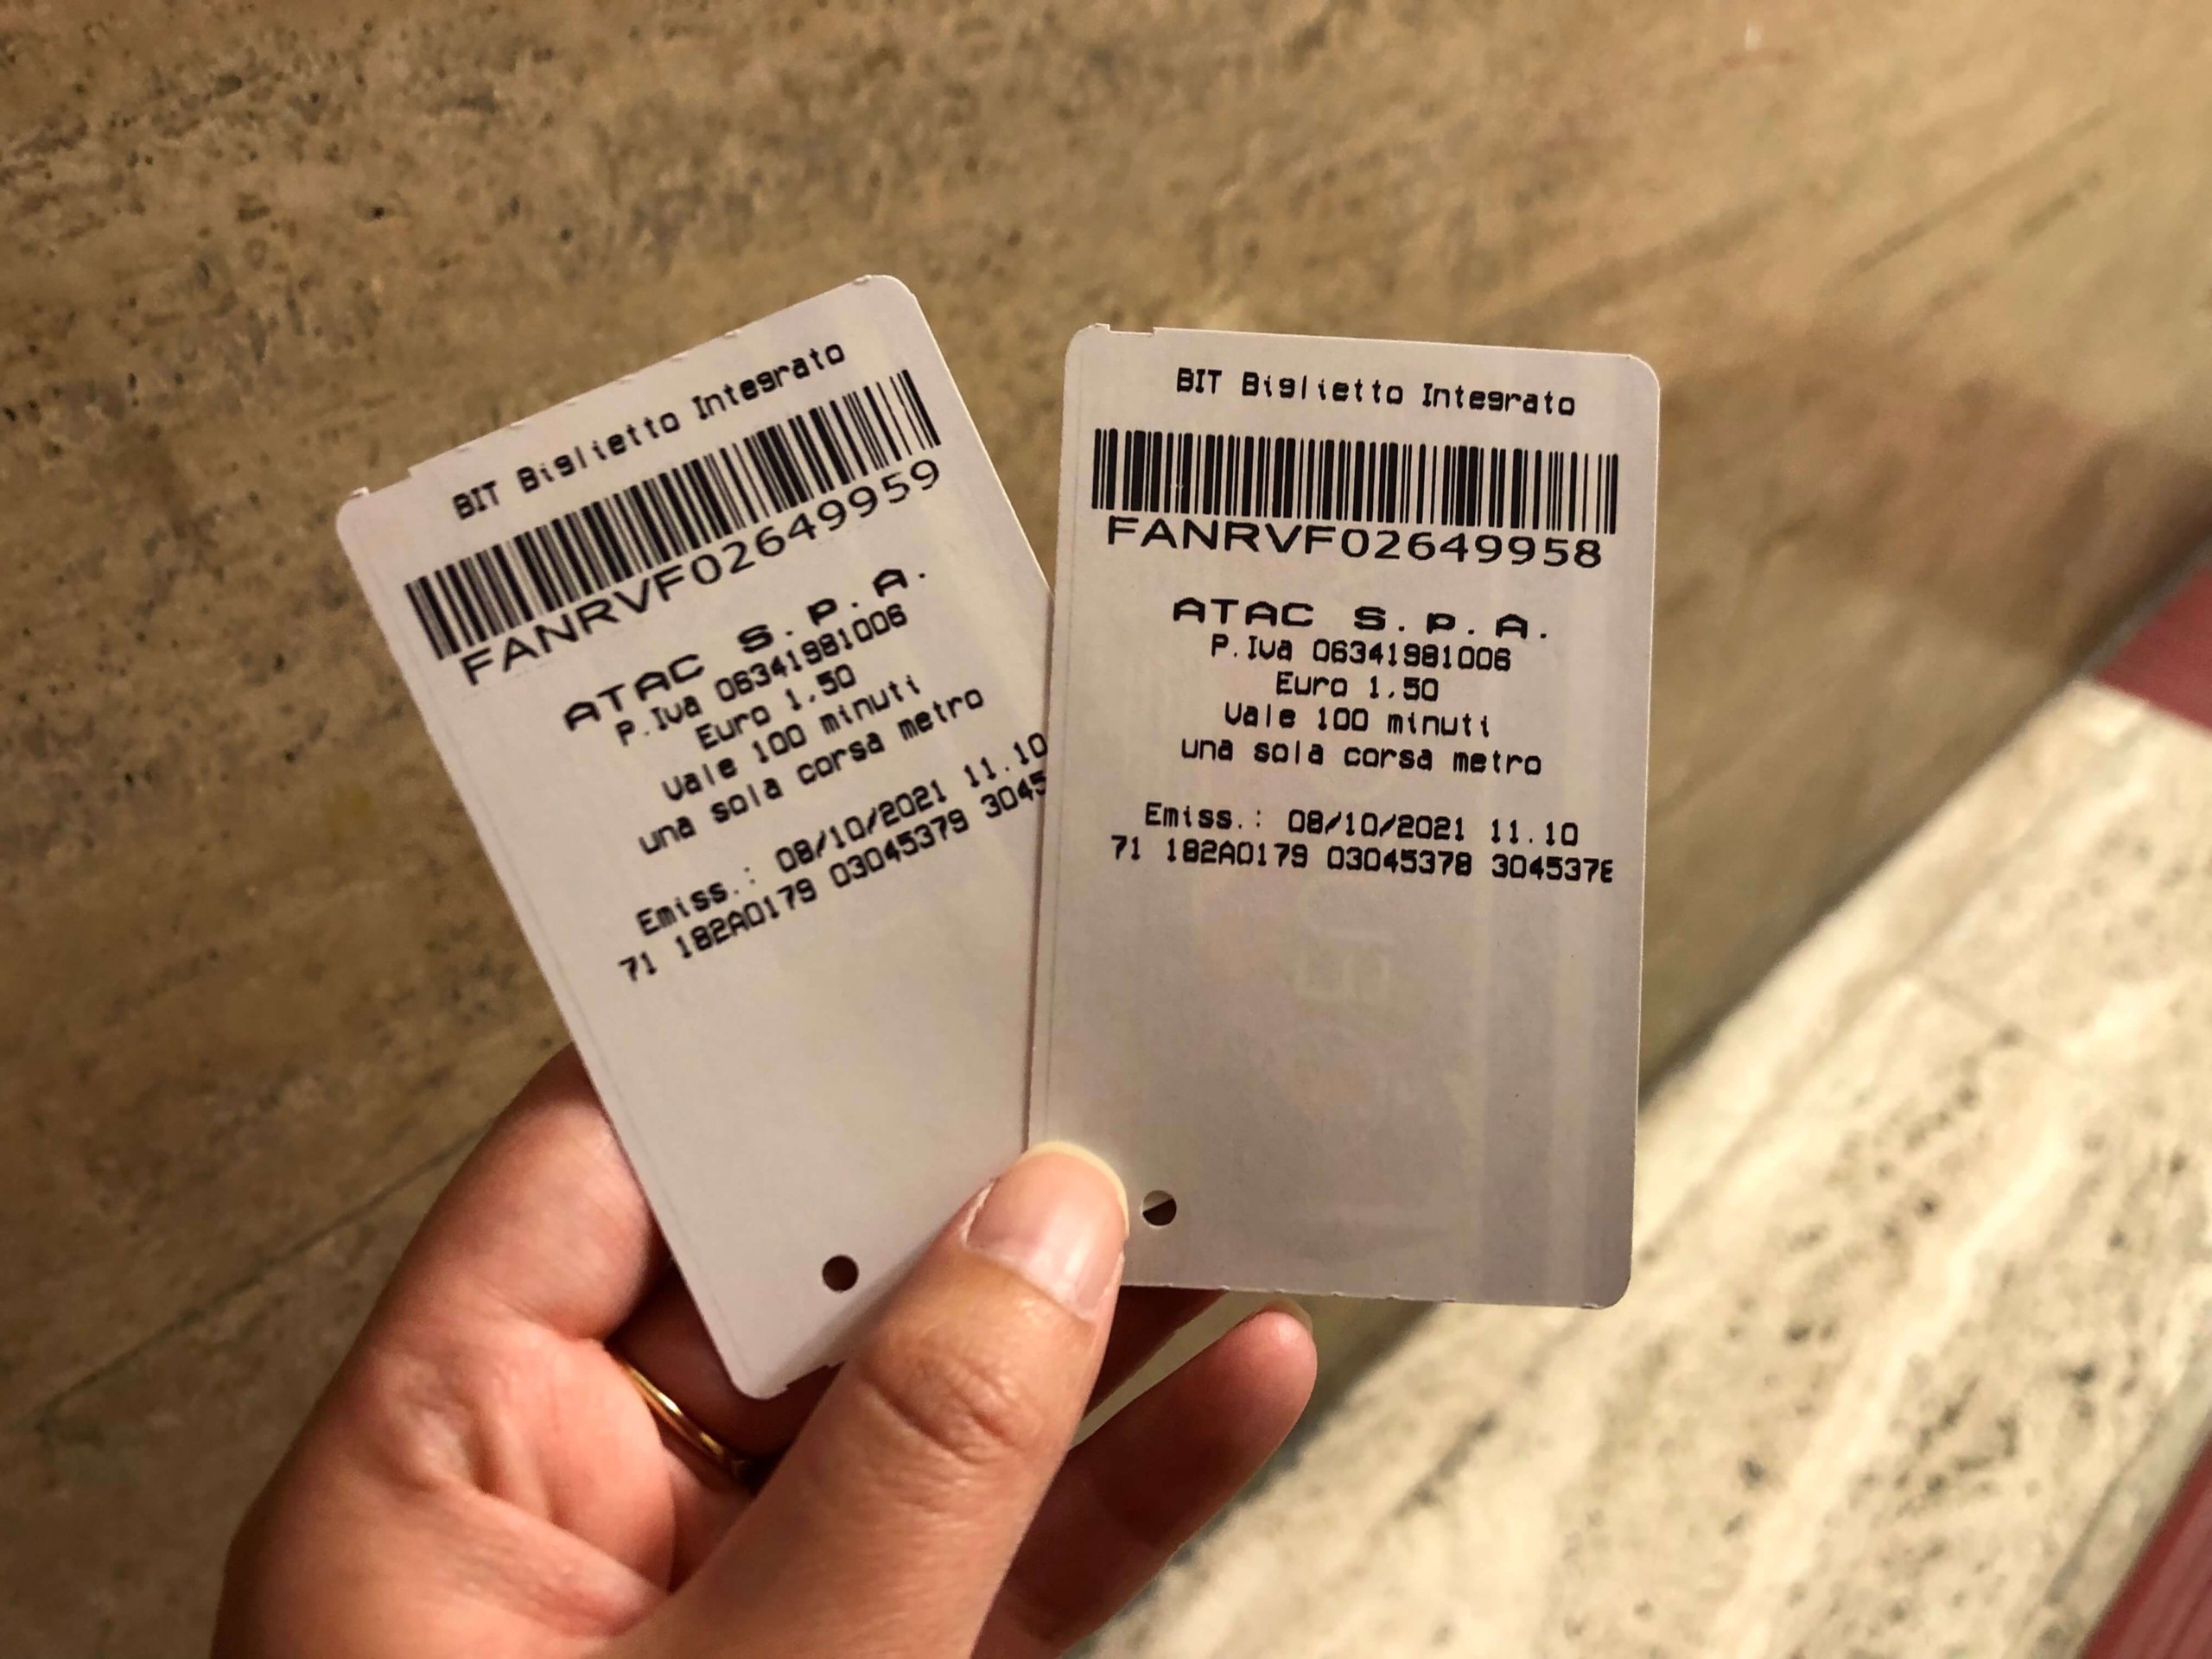 BIT Biglietto Integrato
FANRVF02649959
ATAC S.p.A.
P.Iva 06341981006
Euro 1.50
Vale 100 minuti
una sola corsa metro
Emiss.: 08/10/2021 11.10
71 182A0179 03045379 3045
BIT Biglietto Integrato
FANRVF02649958
ATAC S.p.A.
P.Iva 06341981006
Euro 1.50
Vale 100 minuti
una sola corsa metro
Emiss.: 08/10/2021 11.10
71 182A0179 03045378